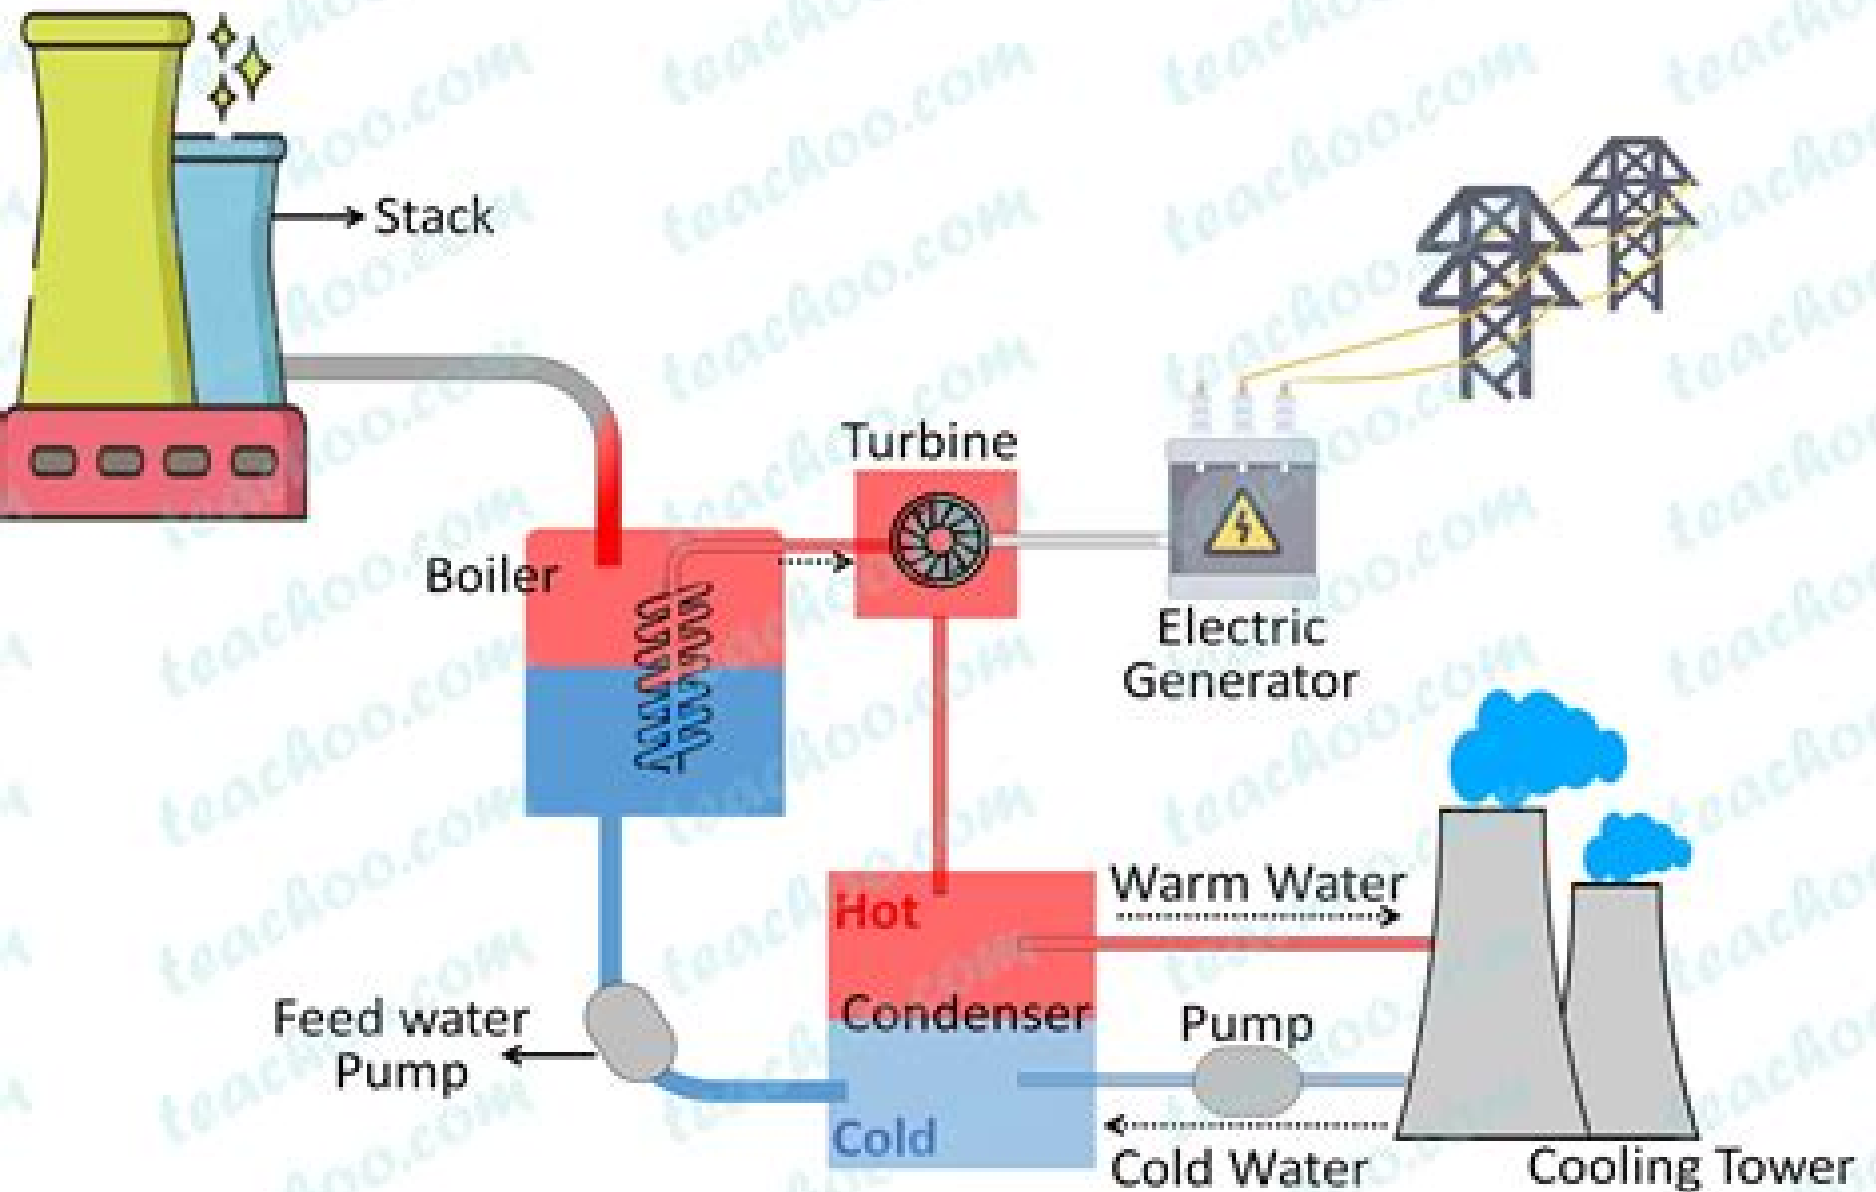 Stack
Turbine
Boiler
Electric
Generator
Hot
Warm Water
Condenser
Feed water
Pump
Pump
Cold
Cold Water
Cooling Tower
teachoo.com